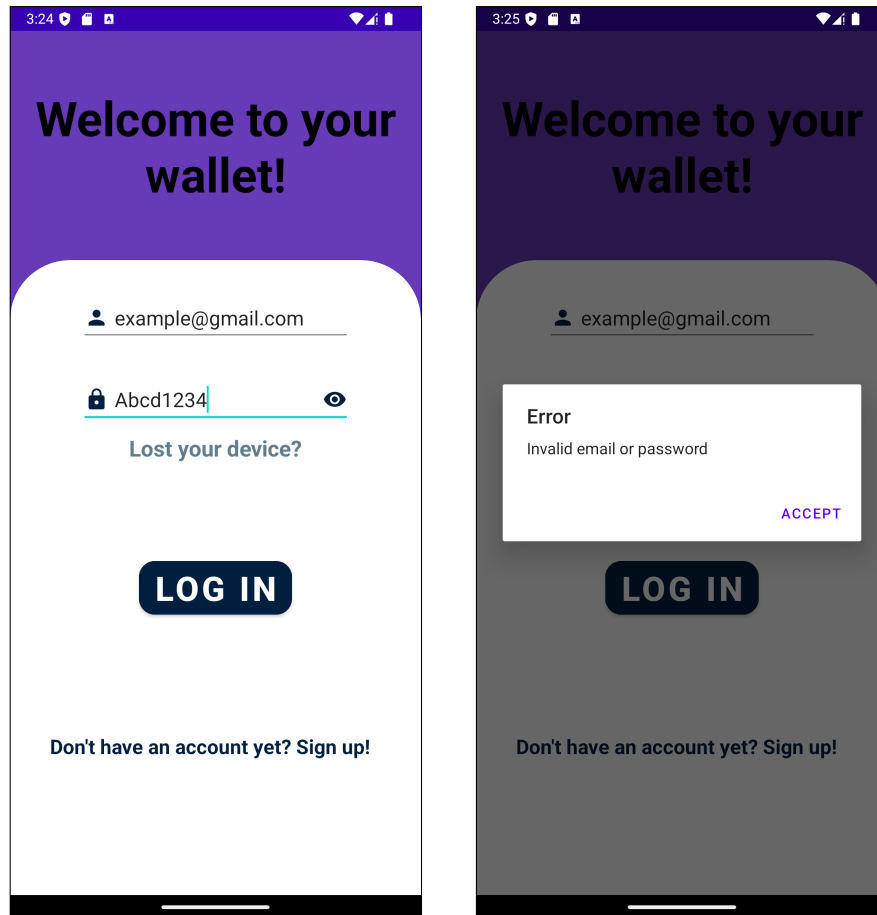 3:24
Welcome to your
wallet!
example@gmail.com
Abcd1234
Lost your device?
LOG IN
Don't have an account yet? Sign up!
3:25
Welcome to your
wallet!
example@gmail.com
Error
Invalid email or password
ACCEPT
LOG IN
Don't have an account yet? Sign up!